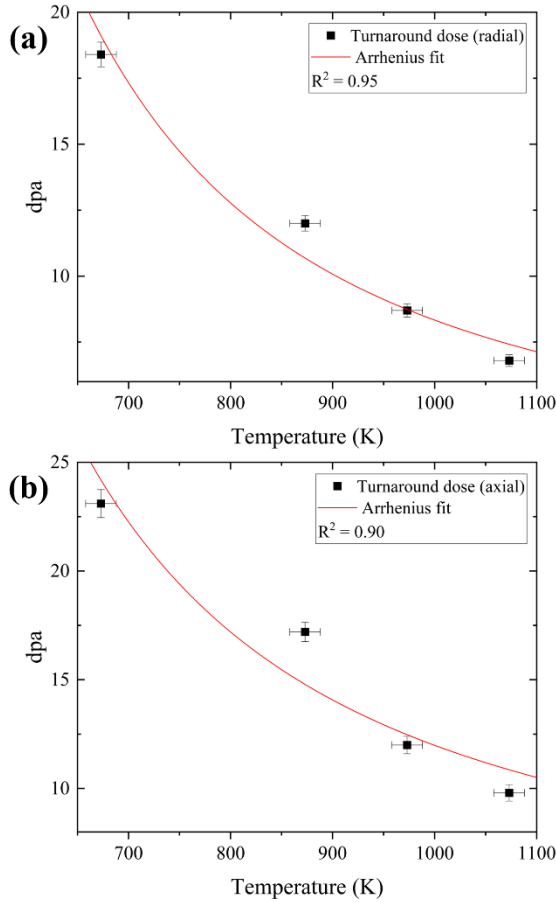 (a)
20
10
dpa
Turnaround dose (radial)
Arrhenius fit
R² = 0.95
700 800 900 1000 1100
Temperature (K)
(b)
25
20
15
10
dpa
Turnaround dose (axial)
Arrhenius fit
R² = 0.90
700 800 900 1000 1100
Temperature (K)